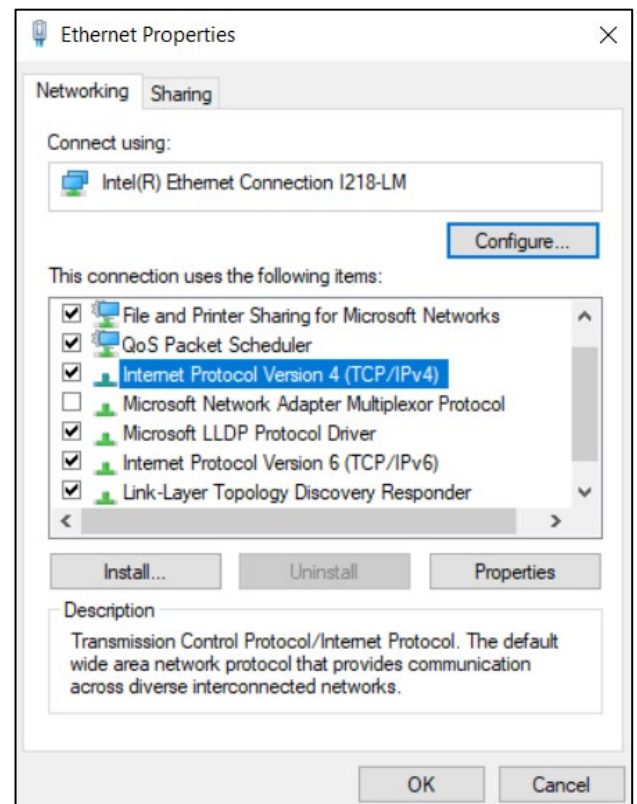 Ethernet Properties
Networking
Sharing
Connect using:
Intel(R) Ethernet Connection I218-LM
Configure...
This connection uses the following items:
File and Printer Sharing for Microsoft Networks
QoS Packet Scheduler
Internet Protocol Version 4 (TCP/IPv4)
Microsoft Network Adapter Multiplexor Protocol
Microsoft LLDP Protocol Driver
Internet Protocol Version 6 (TCP/IPv6)
Link-Layer Topology Discovery Responder
Install...
Uninstall
Properties
Description
Transmission Control Protocol/Internet Protocol. The default
wide area network protocol that provides communication
across diverse interconnected networks.
OK
Cancel